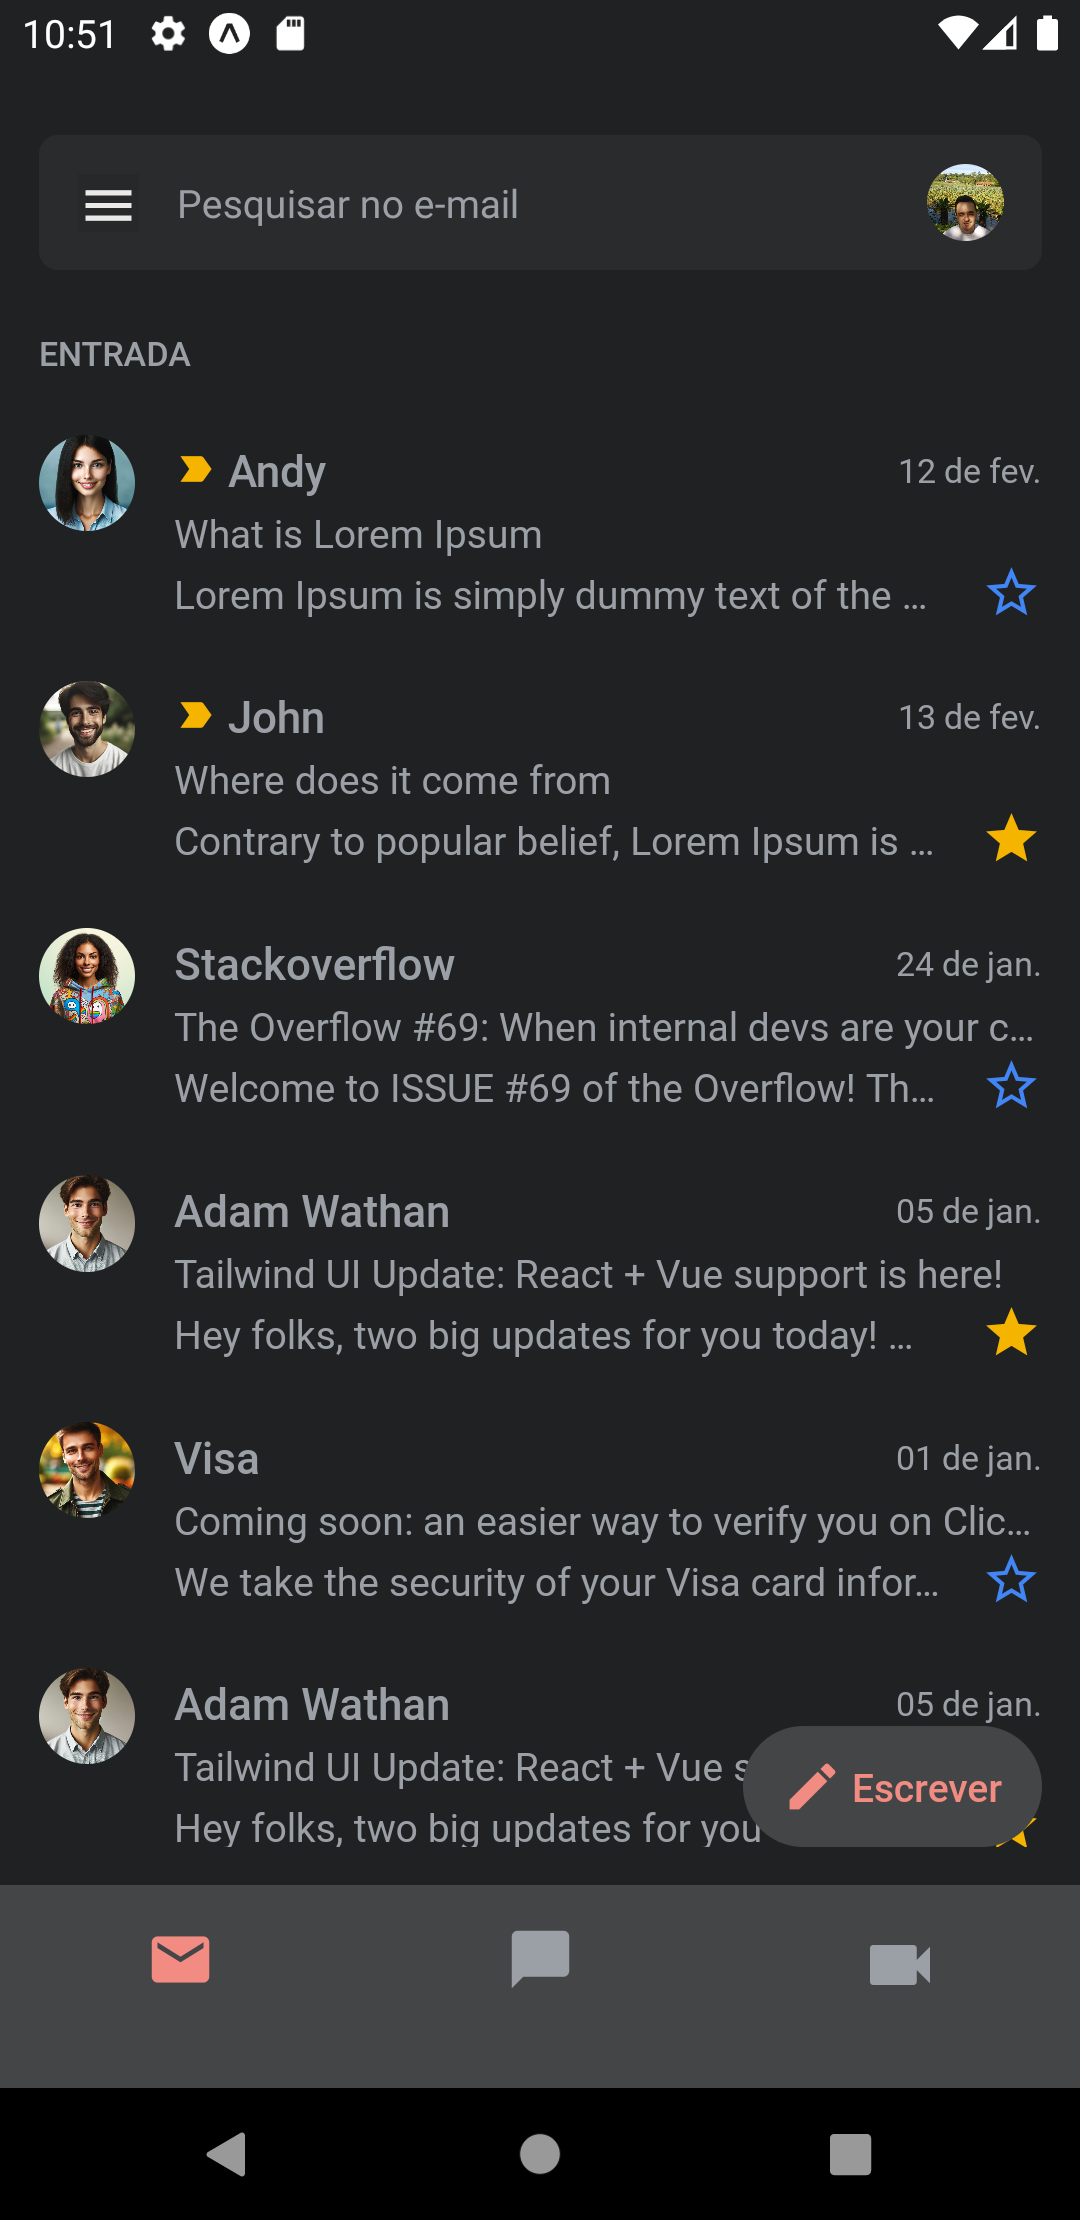 10:51
Pesquisar no e-mail
ENTRADA
Andy
12 de fev.
What is Lorem Ipsum
Lorem Ipsum is simply dummy text of the ...
John
13 de fev.
Where does it come from
Contrary to popular belief, Lorem Ipsum is ...
Stackoverflow
24 de jan.
The Overflow #69: When internal devs are your c...
Welcome to ISSUE #69 of the Overflow! Th...
Adam Wathan
05 de jan.
Tailwind UI Update: React + Vue support is here!
Hey folks, two big updates for you today! ...
Visa
01 de jan.
Coming soon: an easier way to verify you on Clic...
We take the security of your Visa card infor...
Adam Wathan
05 de jan.
Tailwind UI Update: React + Vue s
Hey folks, two big updates for you
Escrever